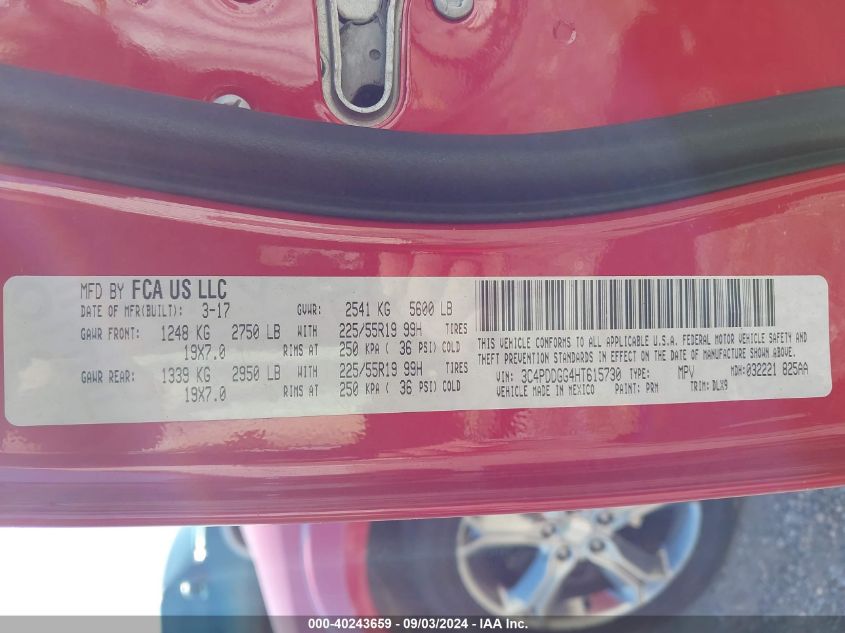 MFD BY FCA US LLC
DATE OF MFR(BUILT): 3-17 GVWR: 2541 KG 5600 LB
GAWR FRONT: 1248 KG 2750 LB WITH 225/55R19 99H TIRES
19X7.0 RIMS AT 250 KPA ( 36 PSI) COLD
GAWR REAR: 1339 KG 2950 LB WITH 225/55R19 99H TIRES
19X7.0 RIMS AT 250 KPA ( 36 PSI) COLD
THIS VEHICLE CONFORMS TO ALL APPLICABLE U.S.A. FEDERAL MOTOR VEHICLE SAFETY AND
THEFT PREVENTION STANDARDS IN EFFECT ON THE DATE OF MANUFACTURE SHOWN ABOVE.
VIN: 3C4PDDGG4HT615730 TYPE: MPV MDH: 032221 825AA
VEHICLE MADE IN MEXICO PAINT: PRM TRIM: DLX9
000-40243659 - 09/03/2024 - IAA Inc.